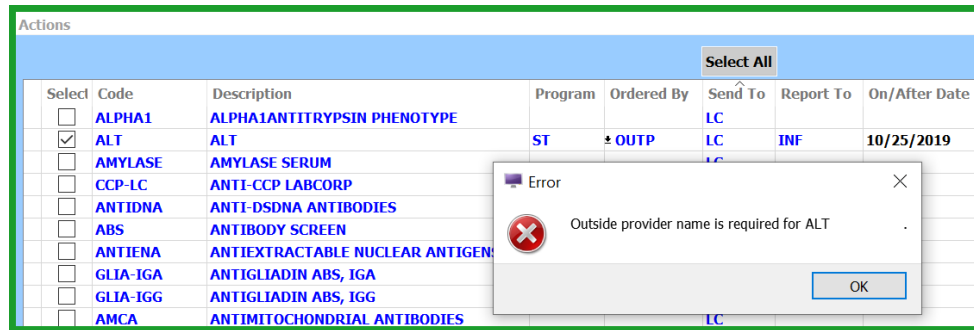 Actions
Select All
Select Code Description Program Ordered By Send To Report To On/After Date
ALPHA1 ALPHA1ANTITRYPSIN PHENOTYPE LC
ALT ALT ST OUTP LC INF 10/25/2019
AMYLASE AMYLASE SERUM LC
CCP-LC ANTI-CCP LABCORP
ANTIDNA ANTI-DSDNA ANTIBODIES
ABS ANTIBODY SCREEN
ANTIENA ANTIEXTRACTABLE NUCLEAR ANTIGENS
GLIA-IGA ANTIGLIADIN ABS, IGA
GLIA-IGG ANTIGLIADIN ABS, IGG
AMCA ANTIMITOCHONDRIAL ANTIBODIES LC
Error
Outside provider name is required for ALT .
OK